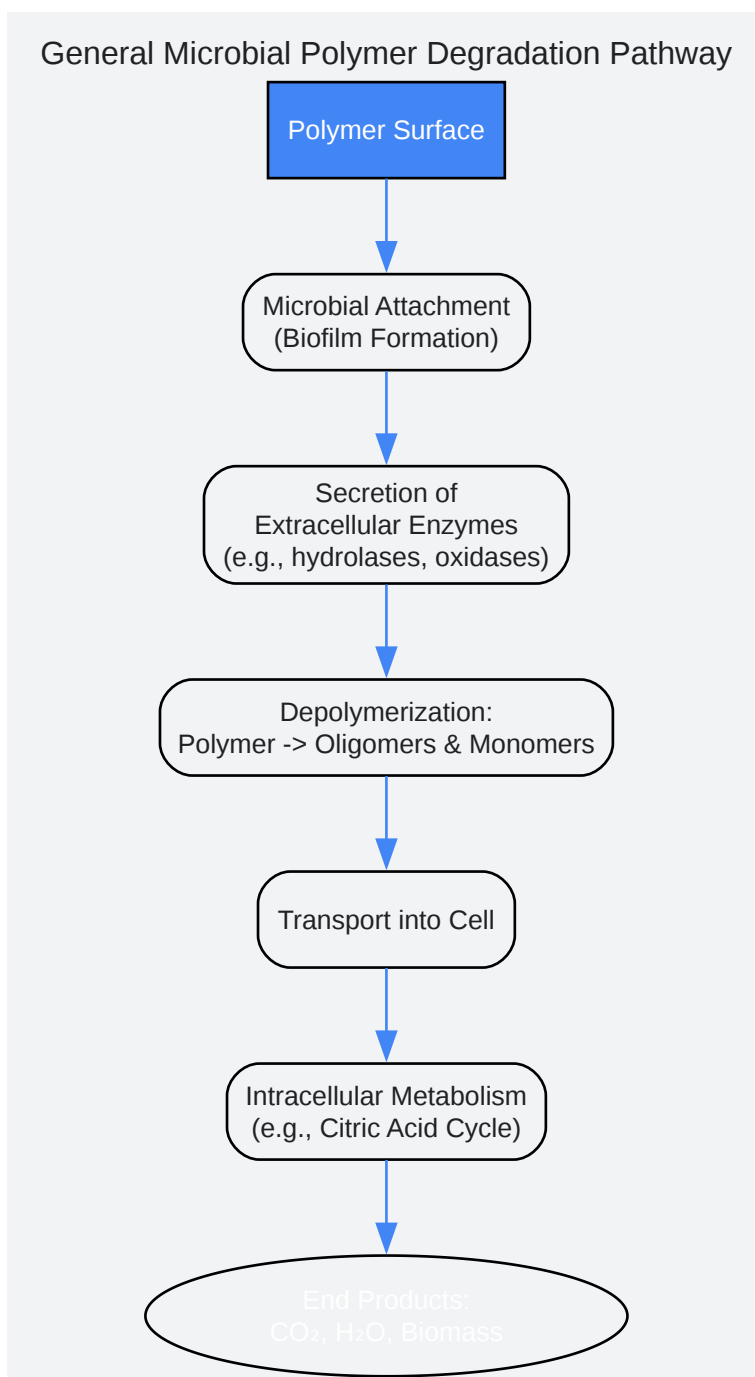 General Microbial Polymer Degradation Pathway
Polymer Surface
Microbial Attachment
(Biofilm Formation)
Secretion of
Extracellular Enzymes
(e.g., hydrolases, oxidases)
Depolymerization:
Polymer -> Oligomers & Monomers
Transport into Cell
Intracellular Metabolism
(e.g., Citric Acid Cycle)
End Products:
CO₂, H₂O, Biomass